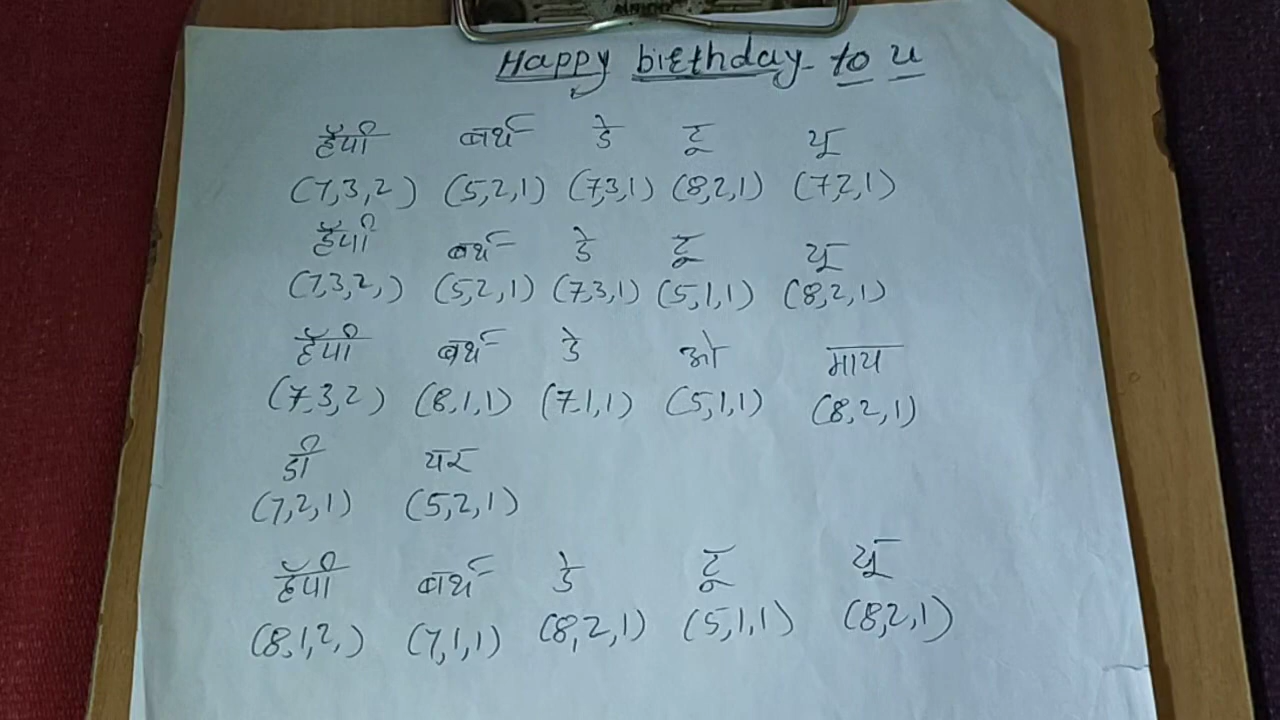 Happy birthday to u
हॅपी बर्थ डे टू यू
(7,3,2) (5,2,1) (7,3,1) (8,2,1) (7,2,1)
हॅपी बर्थ डे टू यू
(7,3,2,) (5,2,1) (7,3,1) (5,1,1) (8,2,1)
हॅपी बर्थ डे ओ माय
(7,3,2) (8,1,1) (7,1,1) (5,1,1) (8,2,1)
डी यर
(7,2,1) (5,2,1)
हॅपी बर्थ डे टू यू
(8,1,2,) (7,1,1) (8,2,1) (5,1,1) (8,2,1)